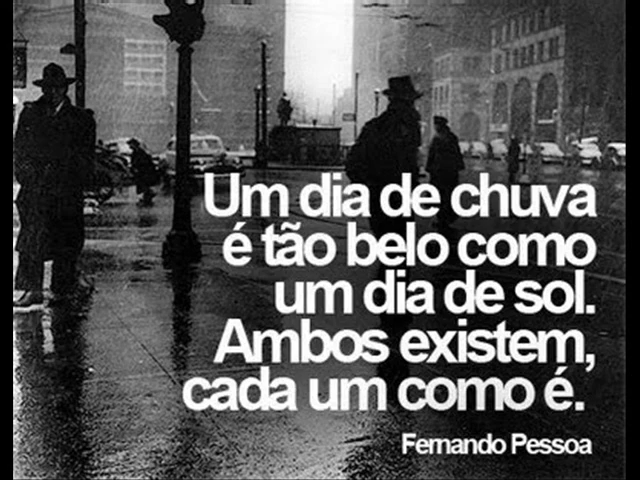 Um dia de chuva
é tão belo como
um dia de sol.
Ambos existem,
cada um como é.
Fernando Pessoa